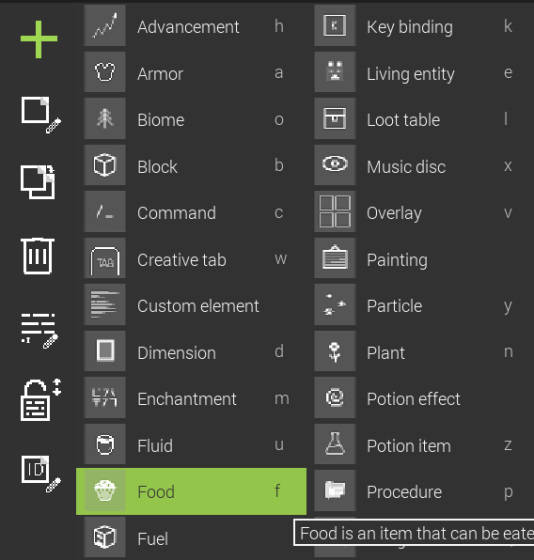 Advancement h
Armor a
Biome o
Block b
Command c
Creative tab w
Custom element
Dimension d
Enchantment m
Fluid u
Food f
Fuel
Key binding k
Living entity e
Loot table l
Music disc x
Overlay v
Painting
Particle y
Plant n
Potion effect
Potion item z
Procedure p
Food is an item that can be eate
K
TAB
ID